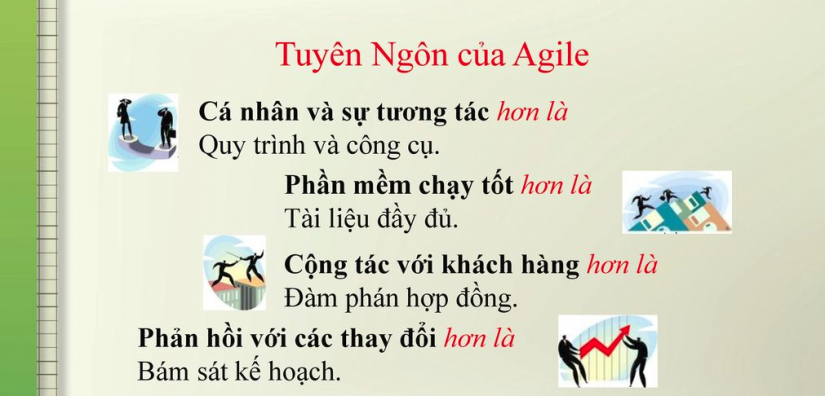 Tuyên Ngôn của Agile
Cá nhân và sự tương tác hơn là
Quy trình và công cụ.
Phần mềm chạy tốt hơn là
Tài liệu đầy đủ.
Cộng tác với khách hàng hơn là
Đàm phán hợp đồng.
Phản hồi với các thay đổi hơn là
Bám sát kế hoạch.